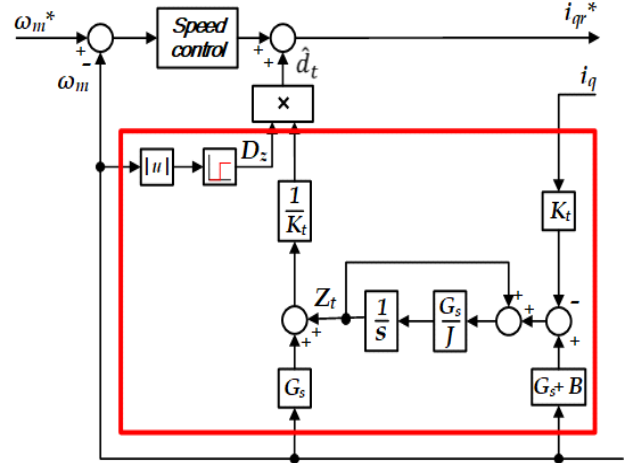 ωm* iqr*
Speed
control
+
-
+
+
d̂t
ωm
×
iq
|u|
Dz
1
Kt
Kt
Zt
1
s
Gs
J
+
+
-
+
+
+
Gs
Gs+ B